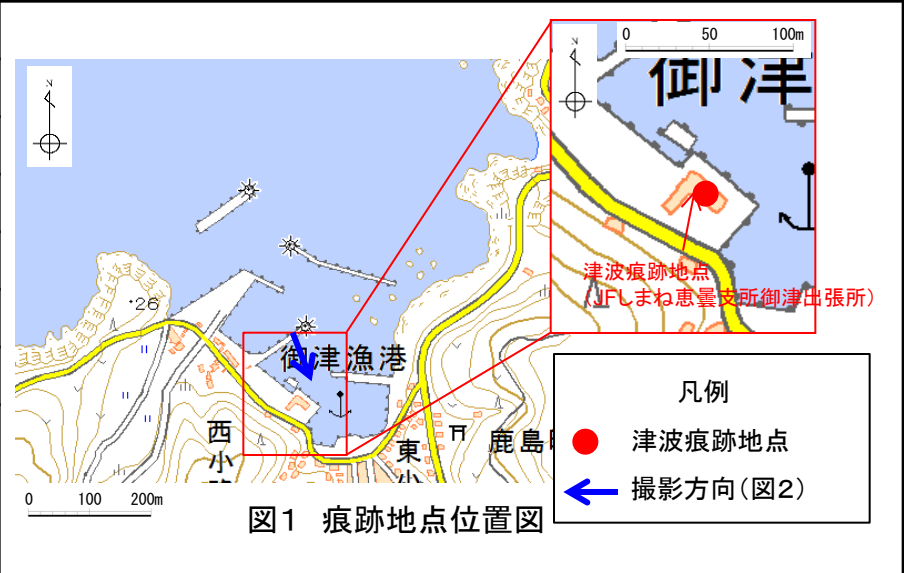 N
26
御津漁港
西小路
東小
鹿島
0 100 200m
N
0 50 100m
御津
津波痕跡地点
(JFしまね恵曇支所御津出張所)
凡例
津波痕跡地点
撮影方向(図2)
図1 痕跡地点位置図